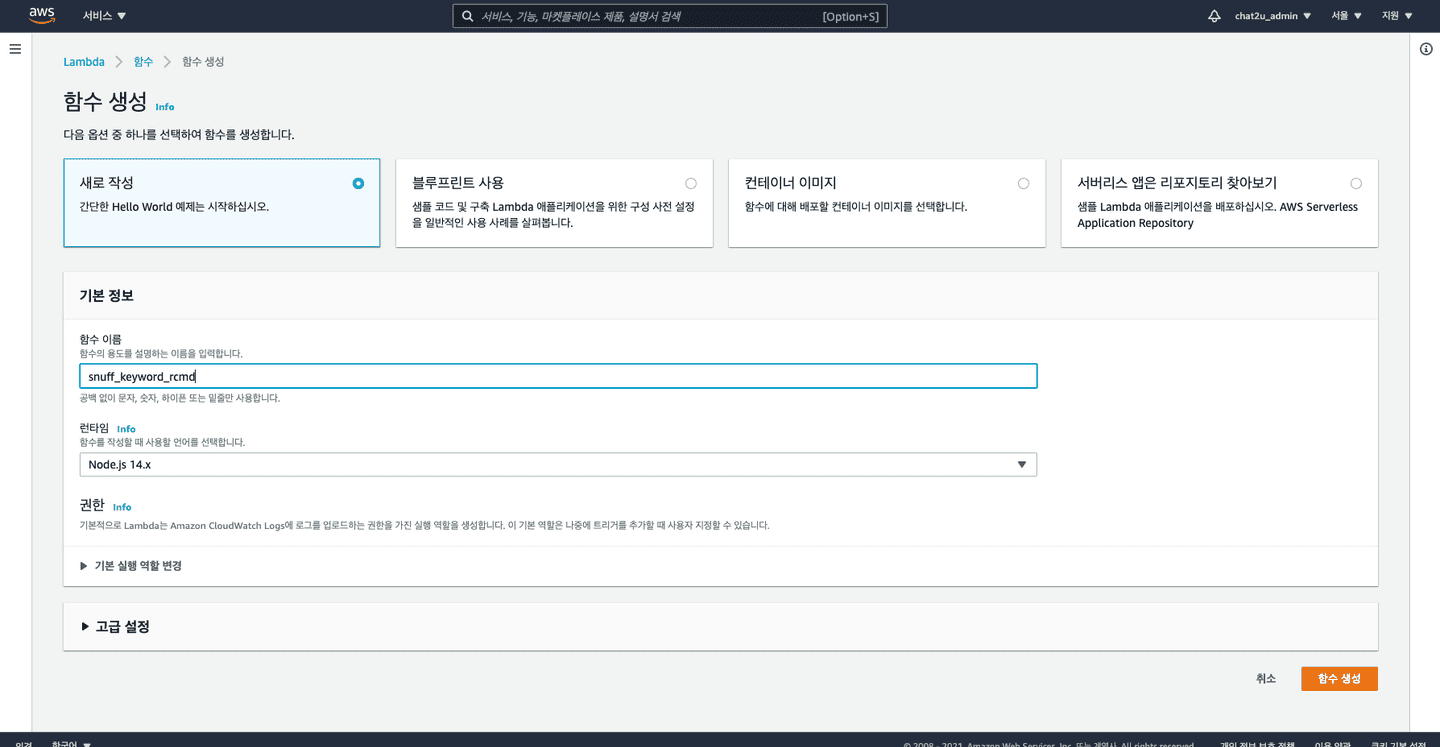 aws
서비스
서비스, 기능, 마켓플레이스 제품, 설명서 검색
[Option+S]
chat2u_admin
서울
지원
Lambda
함수
함수 생성
함수 생성 Info
다음 옵션 중 하나를 선택하여 함수를 생성합니다.
새로 작성
간단한 Hello World 예제는 시작하십시오.
블루프린트 사용
샘플 코드 및 구축 Lambda 애플리케이션을 위한 구성 사전 설정
을 일반적인 사용 사례를 살펴봅니다.
컨테이너 이미지
함수에 대해 배포할 컨테이너 이미지를 선택합니다.
서버리스 앱은 리포지토리 찾아보기
샘플 Lambda 애플리케이션을 배포하십시오. AWS Serverless
Application Repository
기본 정보
함수 이름
함수의 용도를 설명하는 이름을 입력합니다.
snuff_keyword_rcmd
공백 없이 문자, 숫자, 하이픈 또는 밑줄만 사용합니다.
런타임 Info
함수를 작성할 때 사용할 언어를 선택합니다.
Node.js 14.x
권한 Info
기본적으로 Lambda는 Amazon CloudWatch Logs에 로그를 업로드하는 권한을 가진 실행 역할을 생성합니다. 이 기본 역할은 나중에 트리거를 추가할 때 사용자 지정할 수 있습니다.
기본 실행 역할 변경
고급 설정
취소
함수 생성
의견
한국어
© 2008 - 2021, Amazon Web Services, Inc. 또는 계열사. All rights reserved.
개인 정보 보호 정책
이용 약관
쿠키 기본 설정